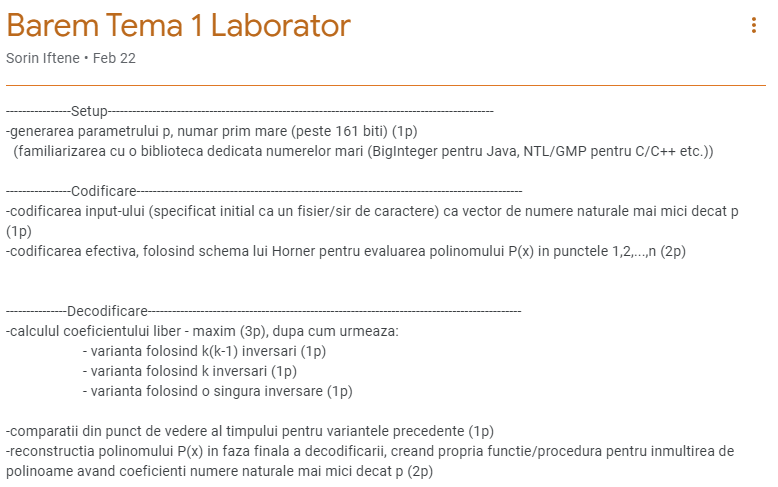 Barem Tema 1 Laborator
Sorin Iftene • Feb 22
----------------Setup-----------------------------------------------------------------------------------------------
-generarea parametrului p, numar prim mare (peste 161 biti) (1p)
(familiarizarea cu o biblioteca dedicata numerelor mari (BigInteger pentru Java, NTL/GMP pentru C/C++ etc.))
----------------Codificare-----------------------------------------------------------------------------------------------
-codificarea input-ului (specificat initial ca un fisier/sir de caractere) ca vector de numere naturale mai mici decat p
(1p)
-codificarea efectiva, folosind schema lui Horner pentru evaluarea polinomului P(x) in punctele 1,2,...,n (2p)
---------------Decodificare--------------------------------------------------------------------------------------------
-calculul coeficientului liber - maxim (3p), dupa cum urmeaza:
- varianta folosind k(k-1) inversari (1p)
- varianta folosind k inversari (1p)
- varianta folosind o singura inversare (1p)
-comparatii din punct de vedere al timpului pentru variantele precedente (1p)
-reconstructia polinomului P(x) in faza finala a decodificarii, creand propria functie/procedura pentru inmultirea de
polinoame avand coeficienti numere naturale mai mici decat p (2p)